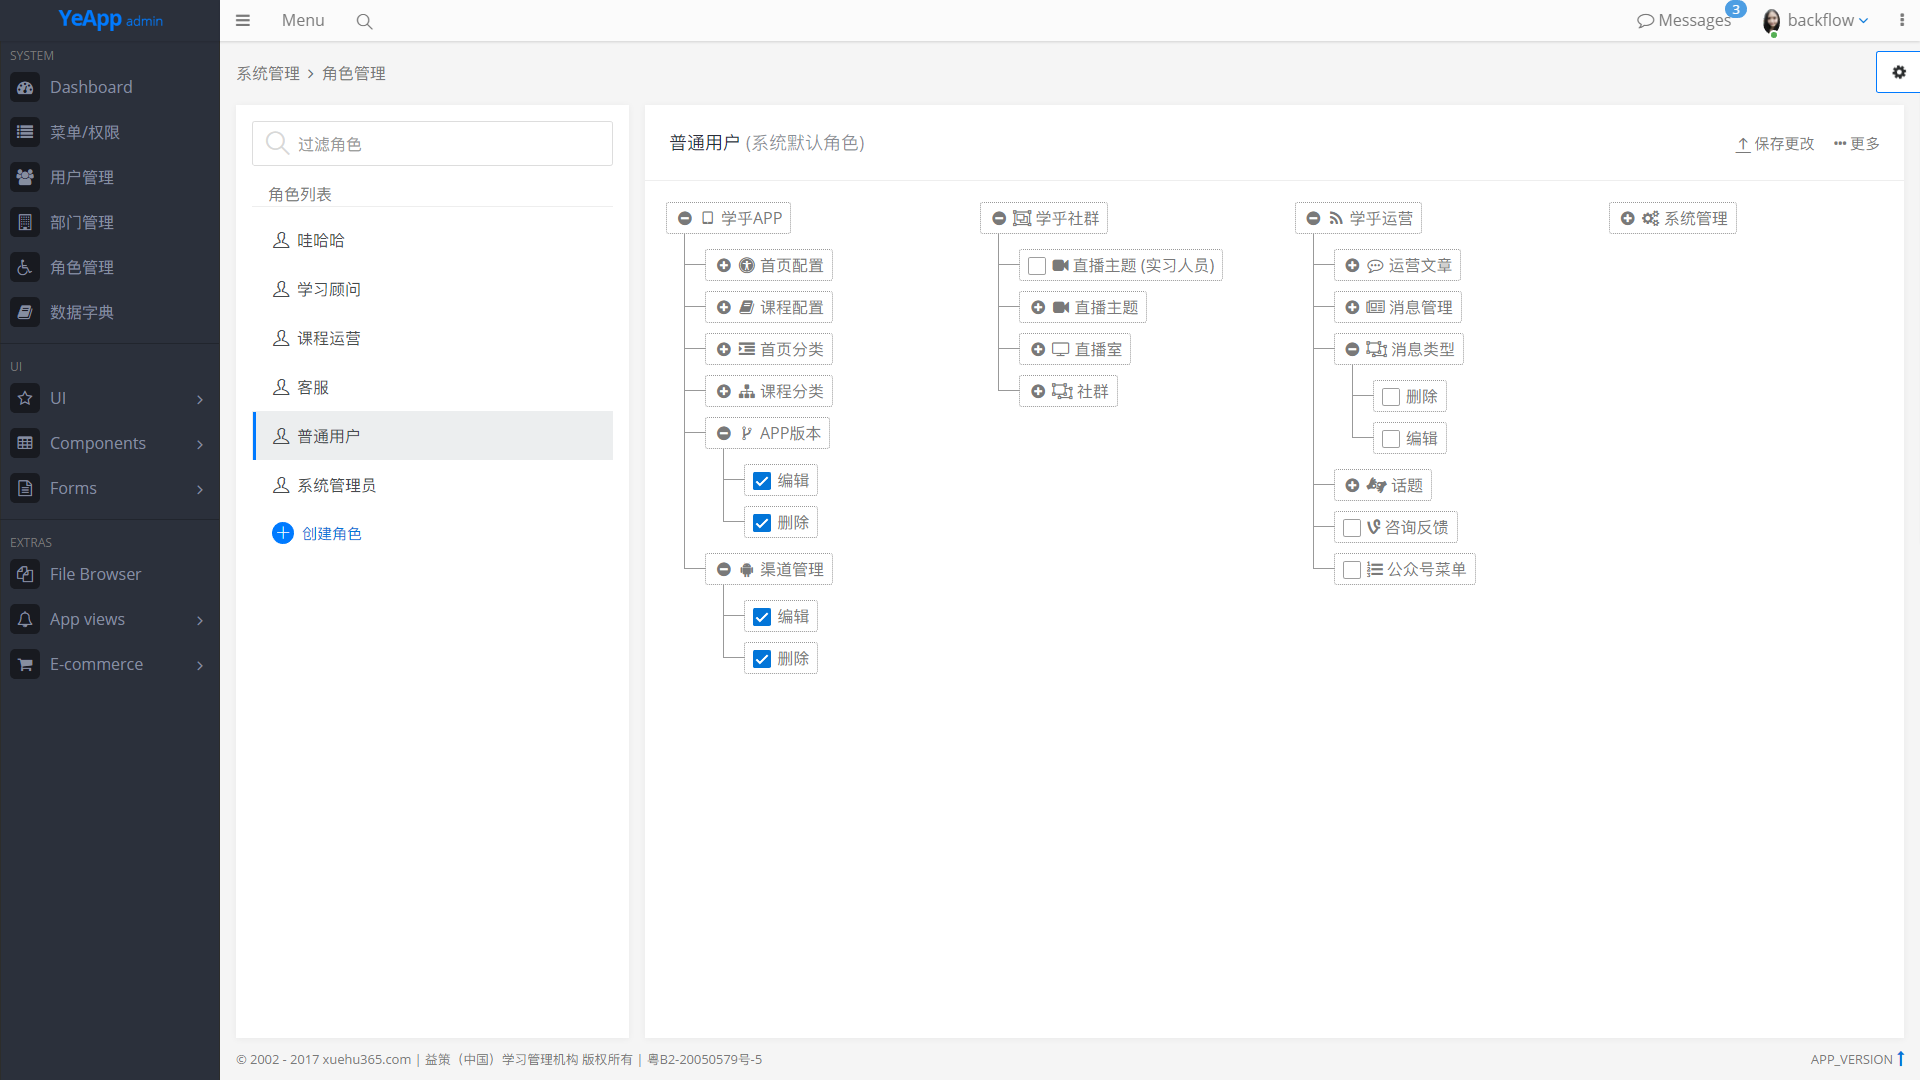 YeApp admin
Menu
Messages 3
backflow
SYSTEM
Dashboard
菜单/权限
用户管理
部门管理
角色管理
数据字典
UI
UI
Components
Forms
EXTRAS
File Browser
App views
E-commerce
系统管理 > 角色管理
过滤角色
角色列表
哇哈哈
学习顾问
课程运营
客服
普通用户
系统管理员
创建角色
普通用户 (系统默认角色)
保存更改
更多
学乎APP
首页配置
课程配置
首页分类
课程分类
APP版本
编辑
删除
渠道管理
编辑
删除
学乎社群
直播主题 (实习人员)
直播主题
直播室
社群
学乎运营
运营文章
消息管理
消息类型
删除
编辑
话题
咨询反馈
公众号菜单
系统管理
© 2002 - 2017 xuehu365.com | 益策（中国）学习管理机构 版权所有 | 粤B2-20050579号-5
APP_VERSION